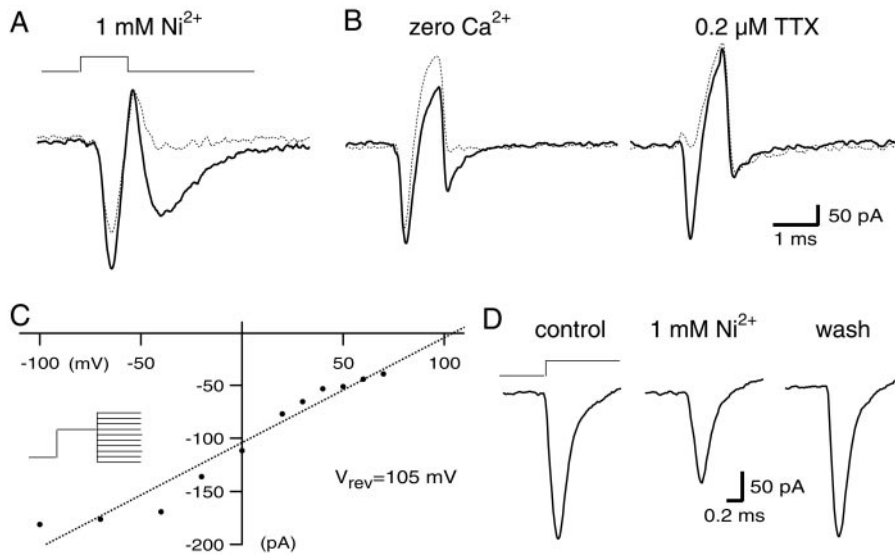 A
1 mM Ni²⁺
B
zero Ca²⁺
0.2 µM TTX
50 pA
1 ms
C
-100 (mV) -50 50 100
-50
-100
-150
-200 (pA)
Vrev=105 mV
D
control
1 mM Ni²⁺
wash
50 pA
0.2 ms